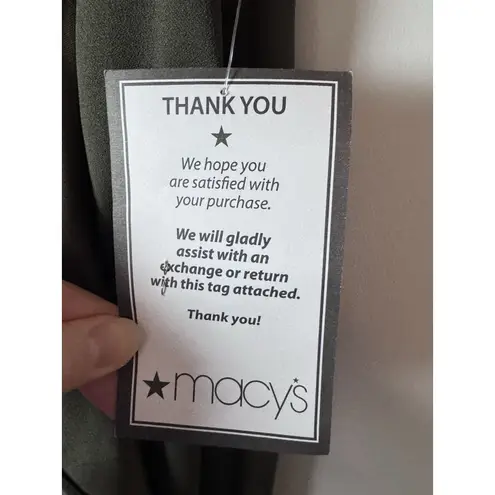 THANK YOU
★
We hope you
are satisfied with
your purchase.
We will gladly
assist with an
exchange or return
with this tag attached.
Thank you!
★macy's